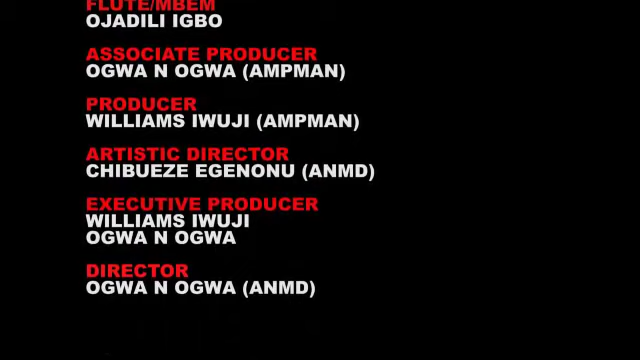 FLUTE/MBEM
OJADILI IGBO
ASSOCIATE PRODUCER
OGWA N OGWA (AMPMAN)
PRODUCER
WILLIAMS IWUJI (AMPMAN)
ARTISTIC DIRECTOR
CHIBUEZE EGENONU (ANMD)
EXECUTIVE PRODUCER
WILLIAMS IWUJI
OGWA N OGWA
DIRECTOR
OGWA N OGWA (ANMD)